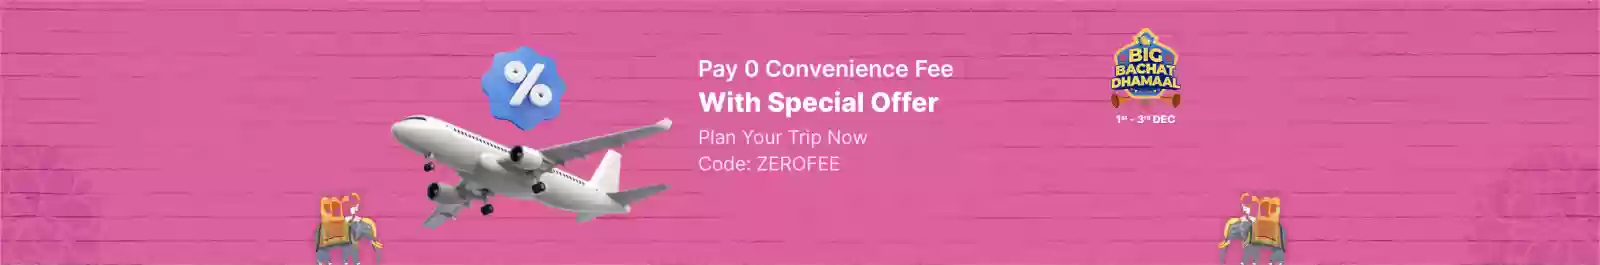 Pay 0 Convenience Fee
With Special Offer
Plan Your Trip Now
Code: ZEROFEE
BIG
BACHAT
DHAMAAL
1st - 3rd DEC
%